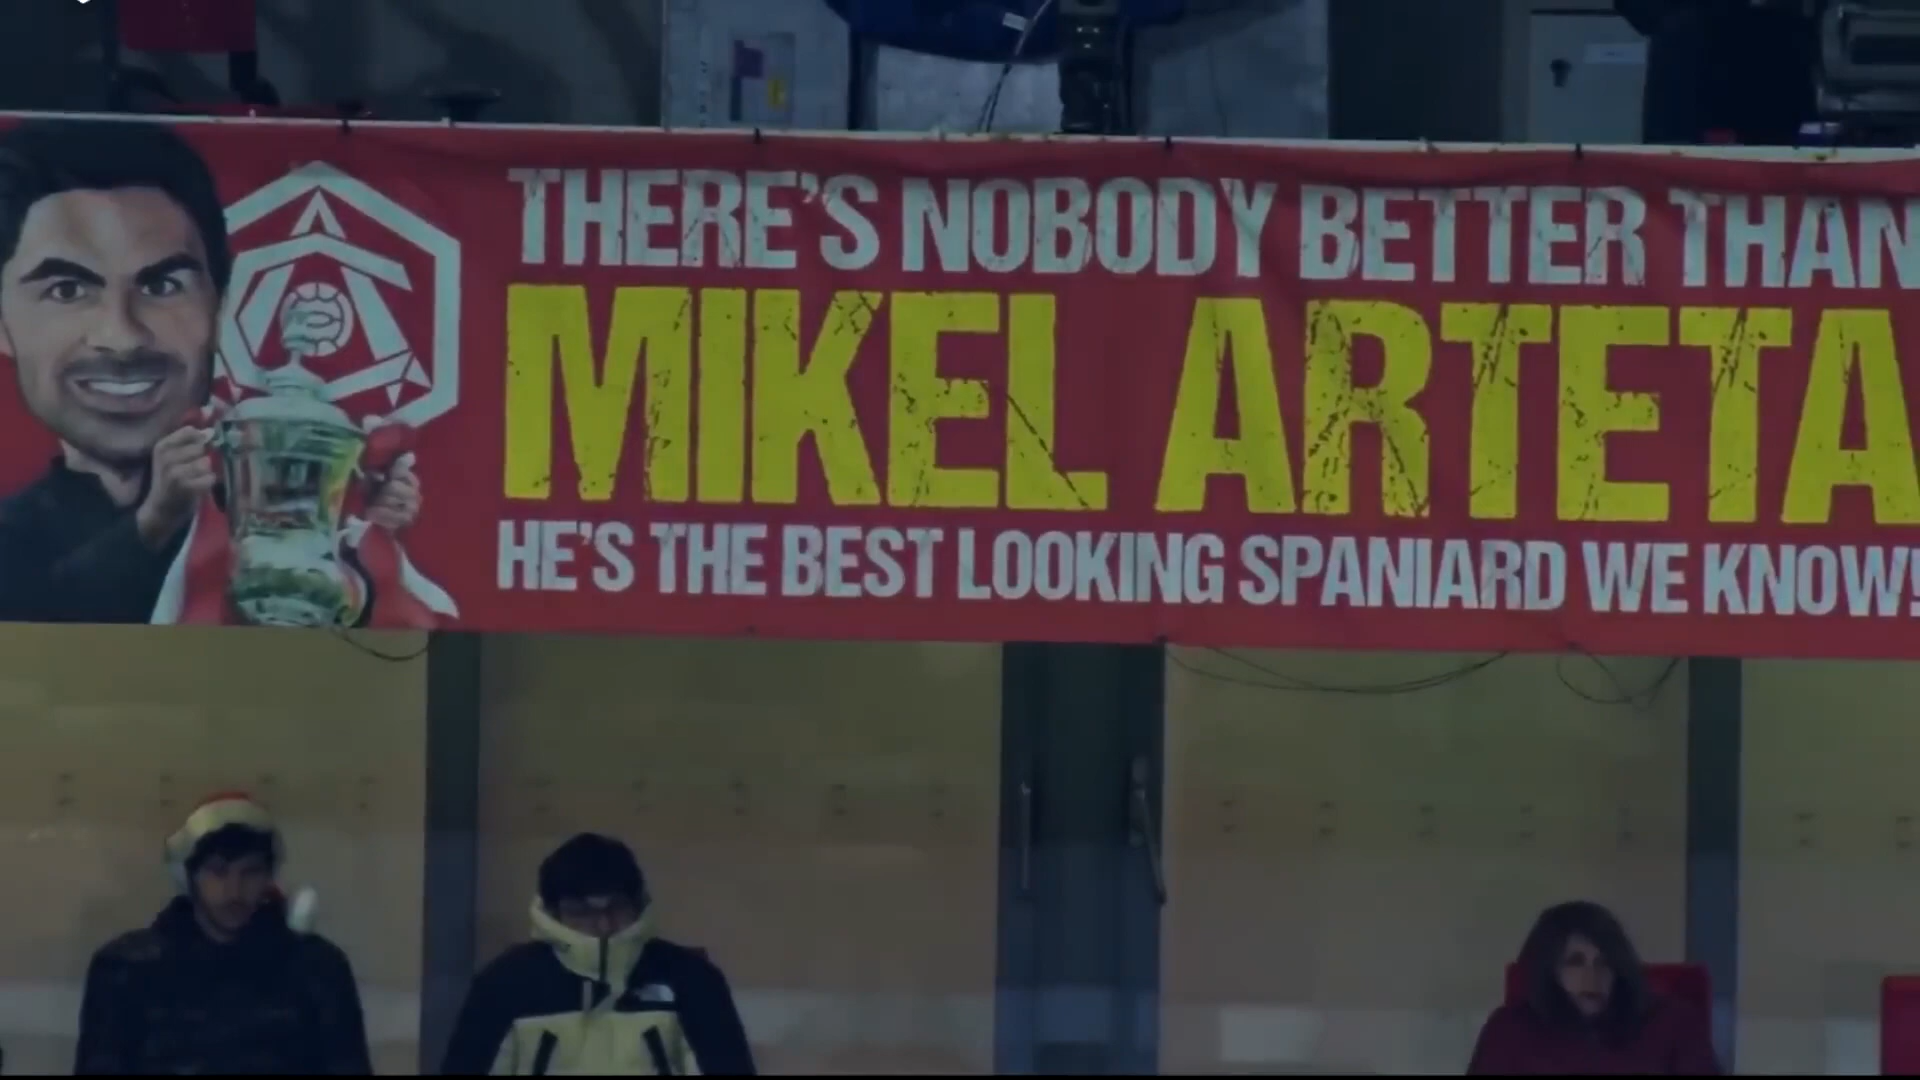 THERE'S NOBODY BETTER THAN
MIKEL ARTETA
HE'S THE BEST LOOKING SPANIARD WE KNOW!